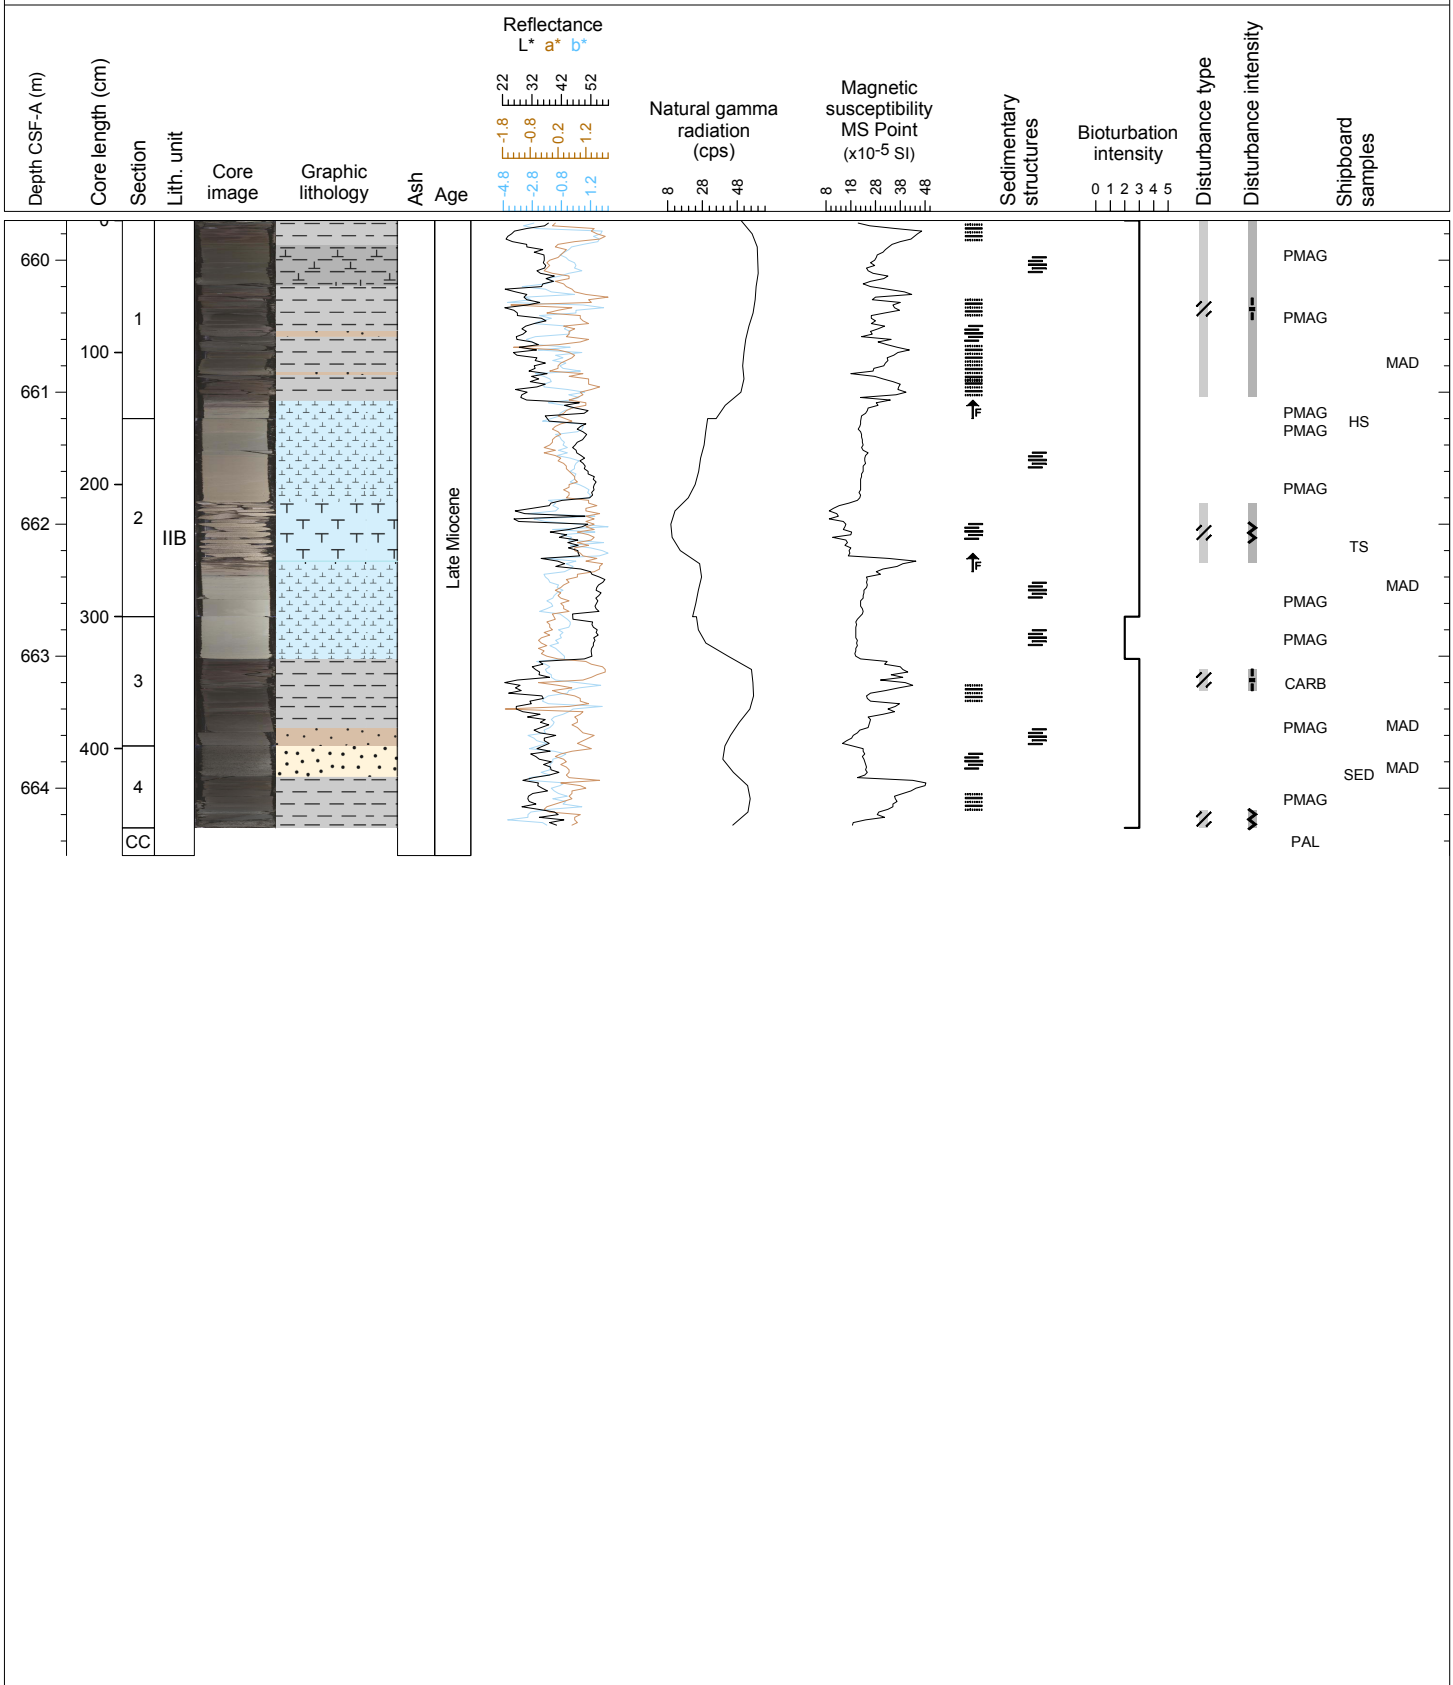 Depth CSF-A (m)
Core length (cm)
Section
Lith. unit
Core image
Graphic lithology
Ash
Age
Reflectance
L* a* b*
22 32 42 52
-1.8 -0.8 0.2 1.2
-4.8 -2.8 -0.8 1.2
Natural gamma radiation (cps)
8 28 48
Magnetic susceptibility MS Point (x10-5 SI)
8 18 28 38 48
Sedimentary structures
Bioturbation intensity
0 1 2 3 4 5
Disturbance type
Disturbance intensity
Shipboard samples
0
660
PMAG
1
PMAG
100
MAD
661
F
PMAG
HS
PMAG
200
PMAG
2
662
IIB
Late Miocene
TS
F
MAD
PMAG
300
PMAG
663
3
CARB
PMAG
MAD
400
MAD
SED
664
4
PMAG
CC
PAL